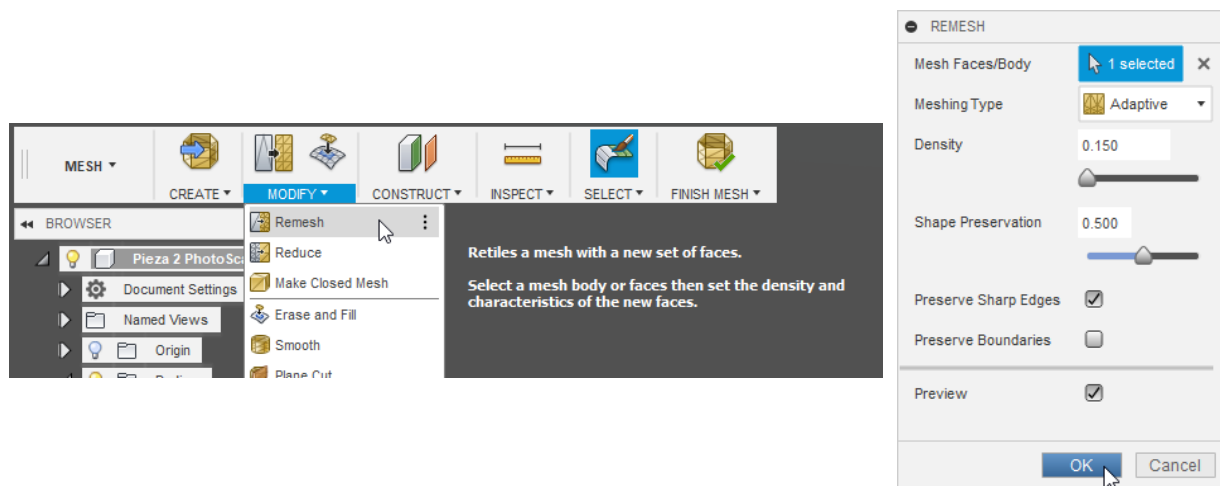 MESH ▾
CREATE ▾
MODIFY ▾
CONSTRUCT ▾
INSPECT ▾
SELECT ▾
FINISH MESH ▾
BROWSER
Pieza 2 PhotoSca
Document Settings
Named Views
Origin
Remesh
Reduce
Make Closed Mesh
Erase and Fill
Smooth
Plane Cut
Retiles a mesh with a new set of faces.
Select a mesh body or faces then set the density and
characteristics of the new faces.
REMESH
Mesh Faces/Body 1 selected
Meshing Type Adaptive
Density 0.150
Shape Preservation 0.500
Preserve Sharp Edges
Preserve Boundaries
Preview
OK Cancel